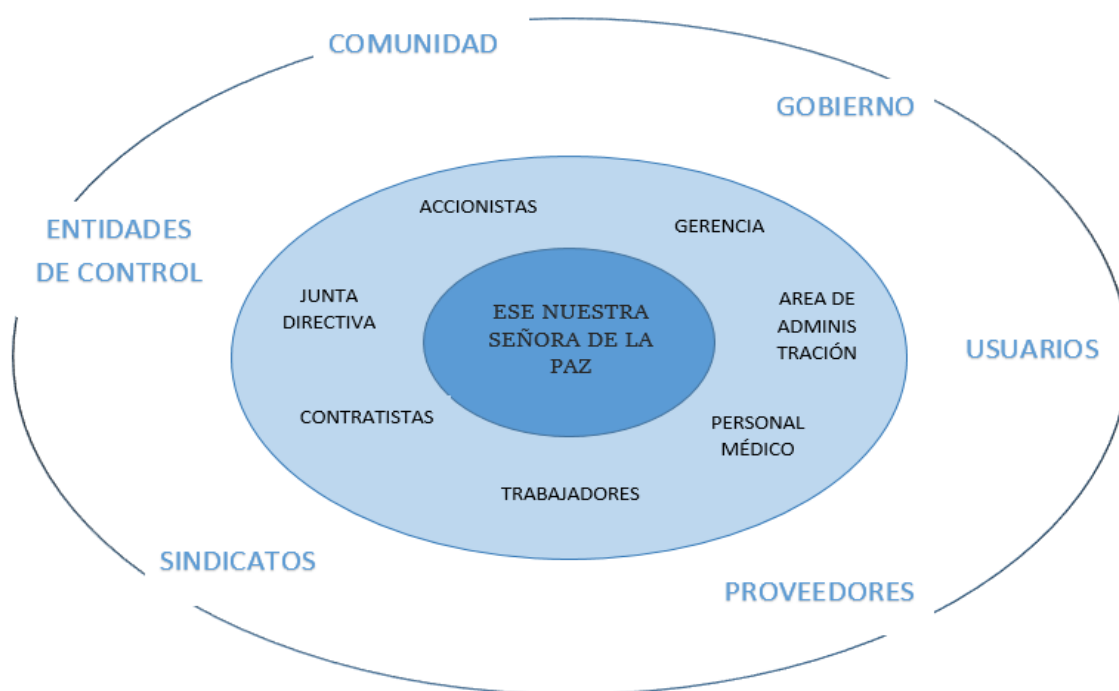 COMUNIDAD
GOBIERNO
ENTIDADES
DE CONTROL
USUARIOS
SINDICATOS
PROVEEDORES
ACCIONISTAS
GERENCIA
JUNTA
DIRECTIVA
AREA DE
ADMINIS
TRACIÓN
CONTRATISTAS
PERSONAL
MÉDICO
TRABAJADORES
ESE NUESTRA
SEÑORA DE LA
PAZ